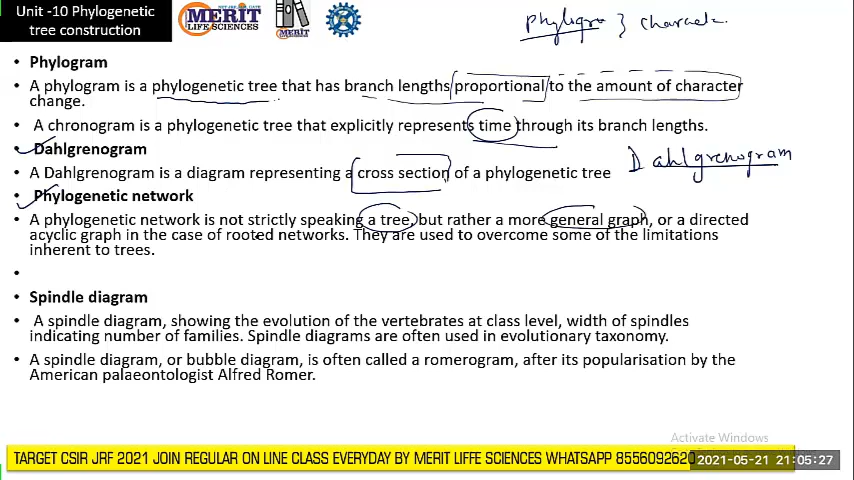 Unit -10 Phylogenetic
tree construction
MERIT
LIFE SCIENCES
MERIT
Phylogra } characte
• Phylogram
• A phylogram is a phylogenetic tree that has branch lengths proportional to the amount of character
change.
• A chronogram is a phylogenetic tree that explicitly represents time through its branch lengths.
• Dahlgrenogram
Dahlgrenogram
• A Dahlgrenogram is a diagram representing a cross section of a phylogenetic tree
• Phylogenetic network
• A phylogenetic network is not strictly speaking a tree, but rather a more general graph, or a directed
acyclic graph in the case of rooted networks. They are used to overcome some of the limitations
inherent to trees.
•
• Spindle diagram
• A spindle diagram, showing the evolution of the vertebrates at class level, width of spindles
indicating number of families. Spindle diagrams are often used in evolutionary taxonomy.
• A spindle diagram, or bubble diagram, is often called a romerogram, after its popularisation by the
American palaeontologist Alfred Romer.
Activate Windows
TARGET CSIR JRF 2021 JOIN REGULAR ON LINE CLASS EVERYDAY BY MERIT LIFFE SCIENCES WHATSAPP 8556092620
2021-05-21 21:05:27